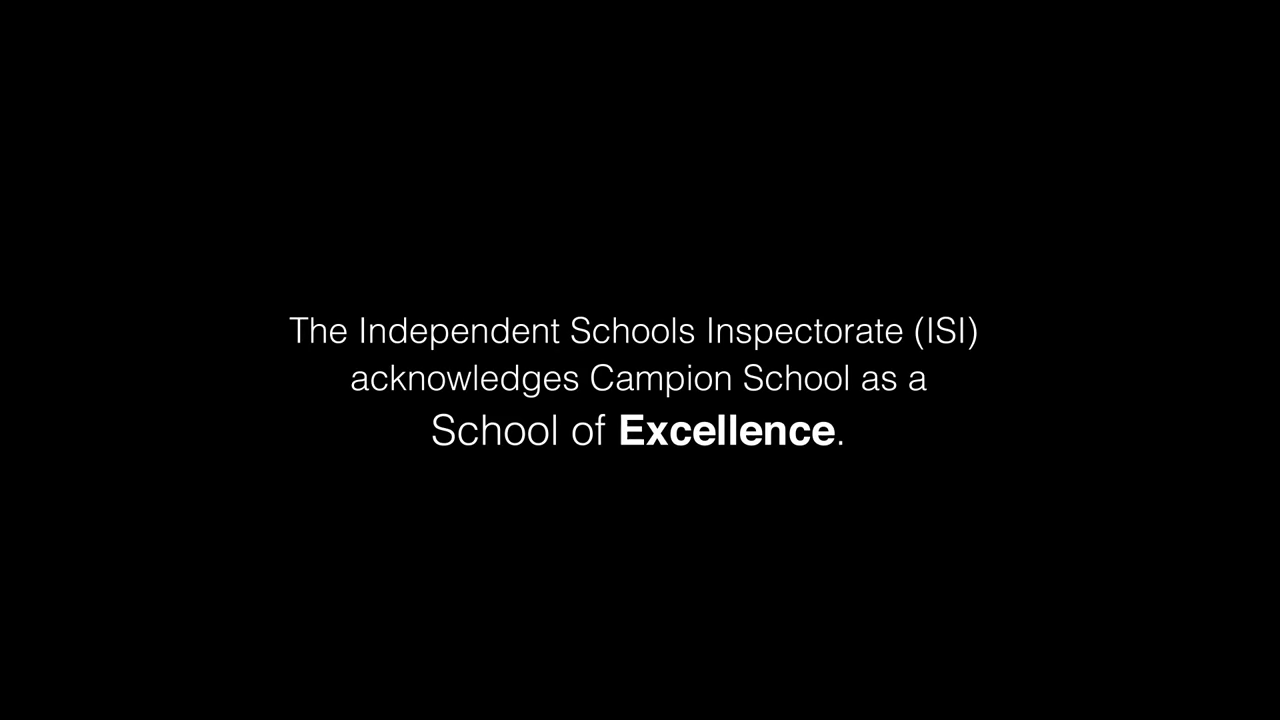 The Independent Schools Inspectorate (ISI)
acknowledges Campion School as a
School of Excellence.